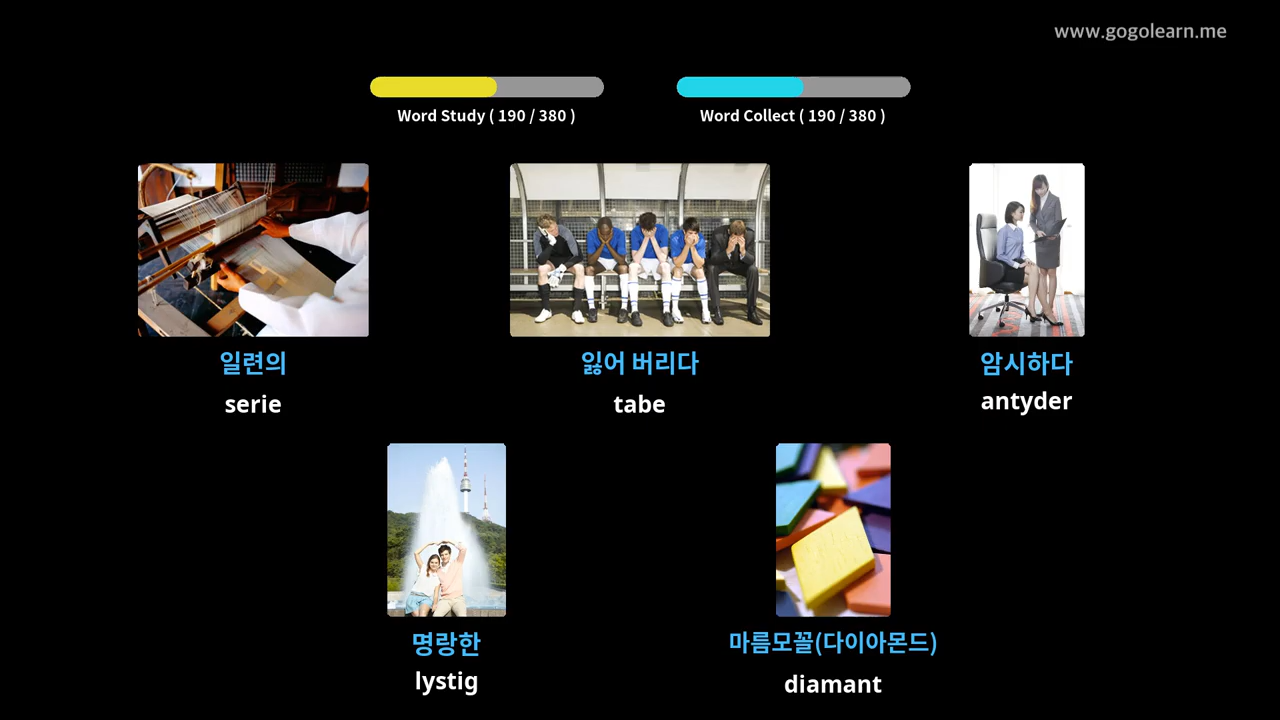 www.gogolearn.me
Word Study ( 190 / 380 )
Word Collect ( 190 / 380 )
일련의
serie
잃어 버리다
tabe
암시하다
antyder
명랑한
lystig
마름모꼴(다이아몬드)
diamant